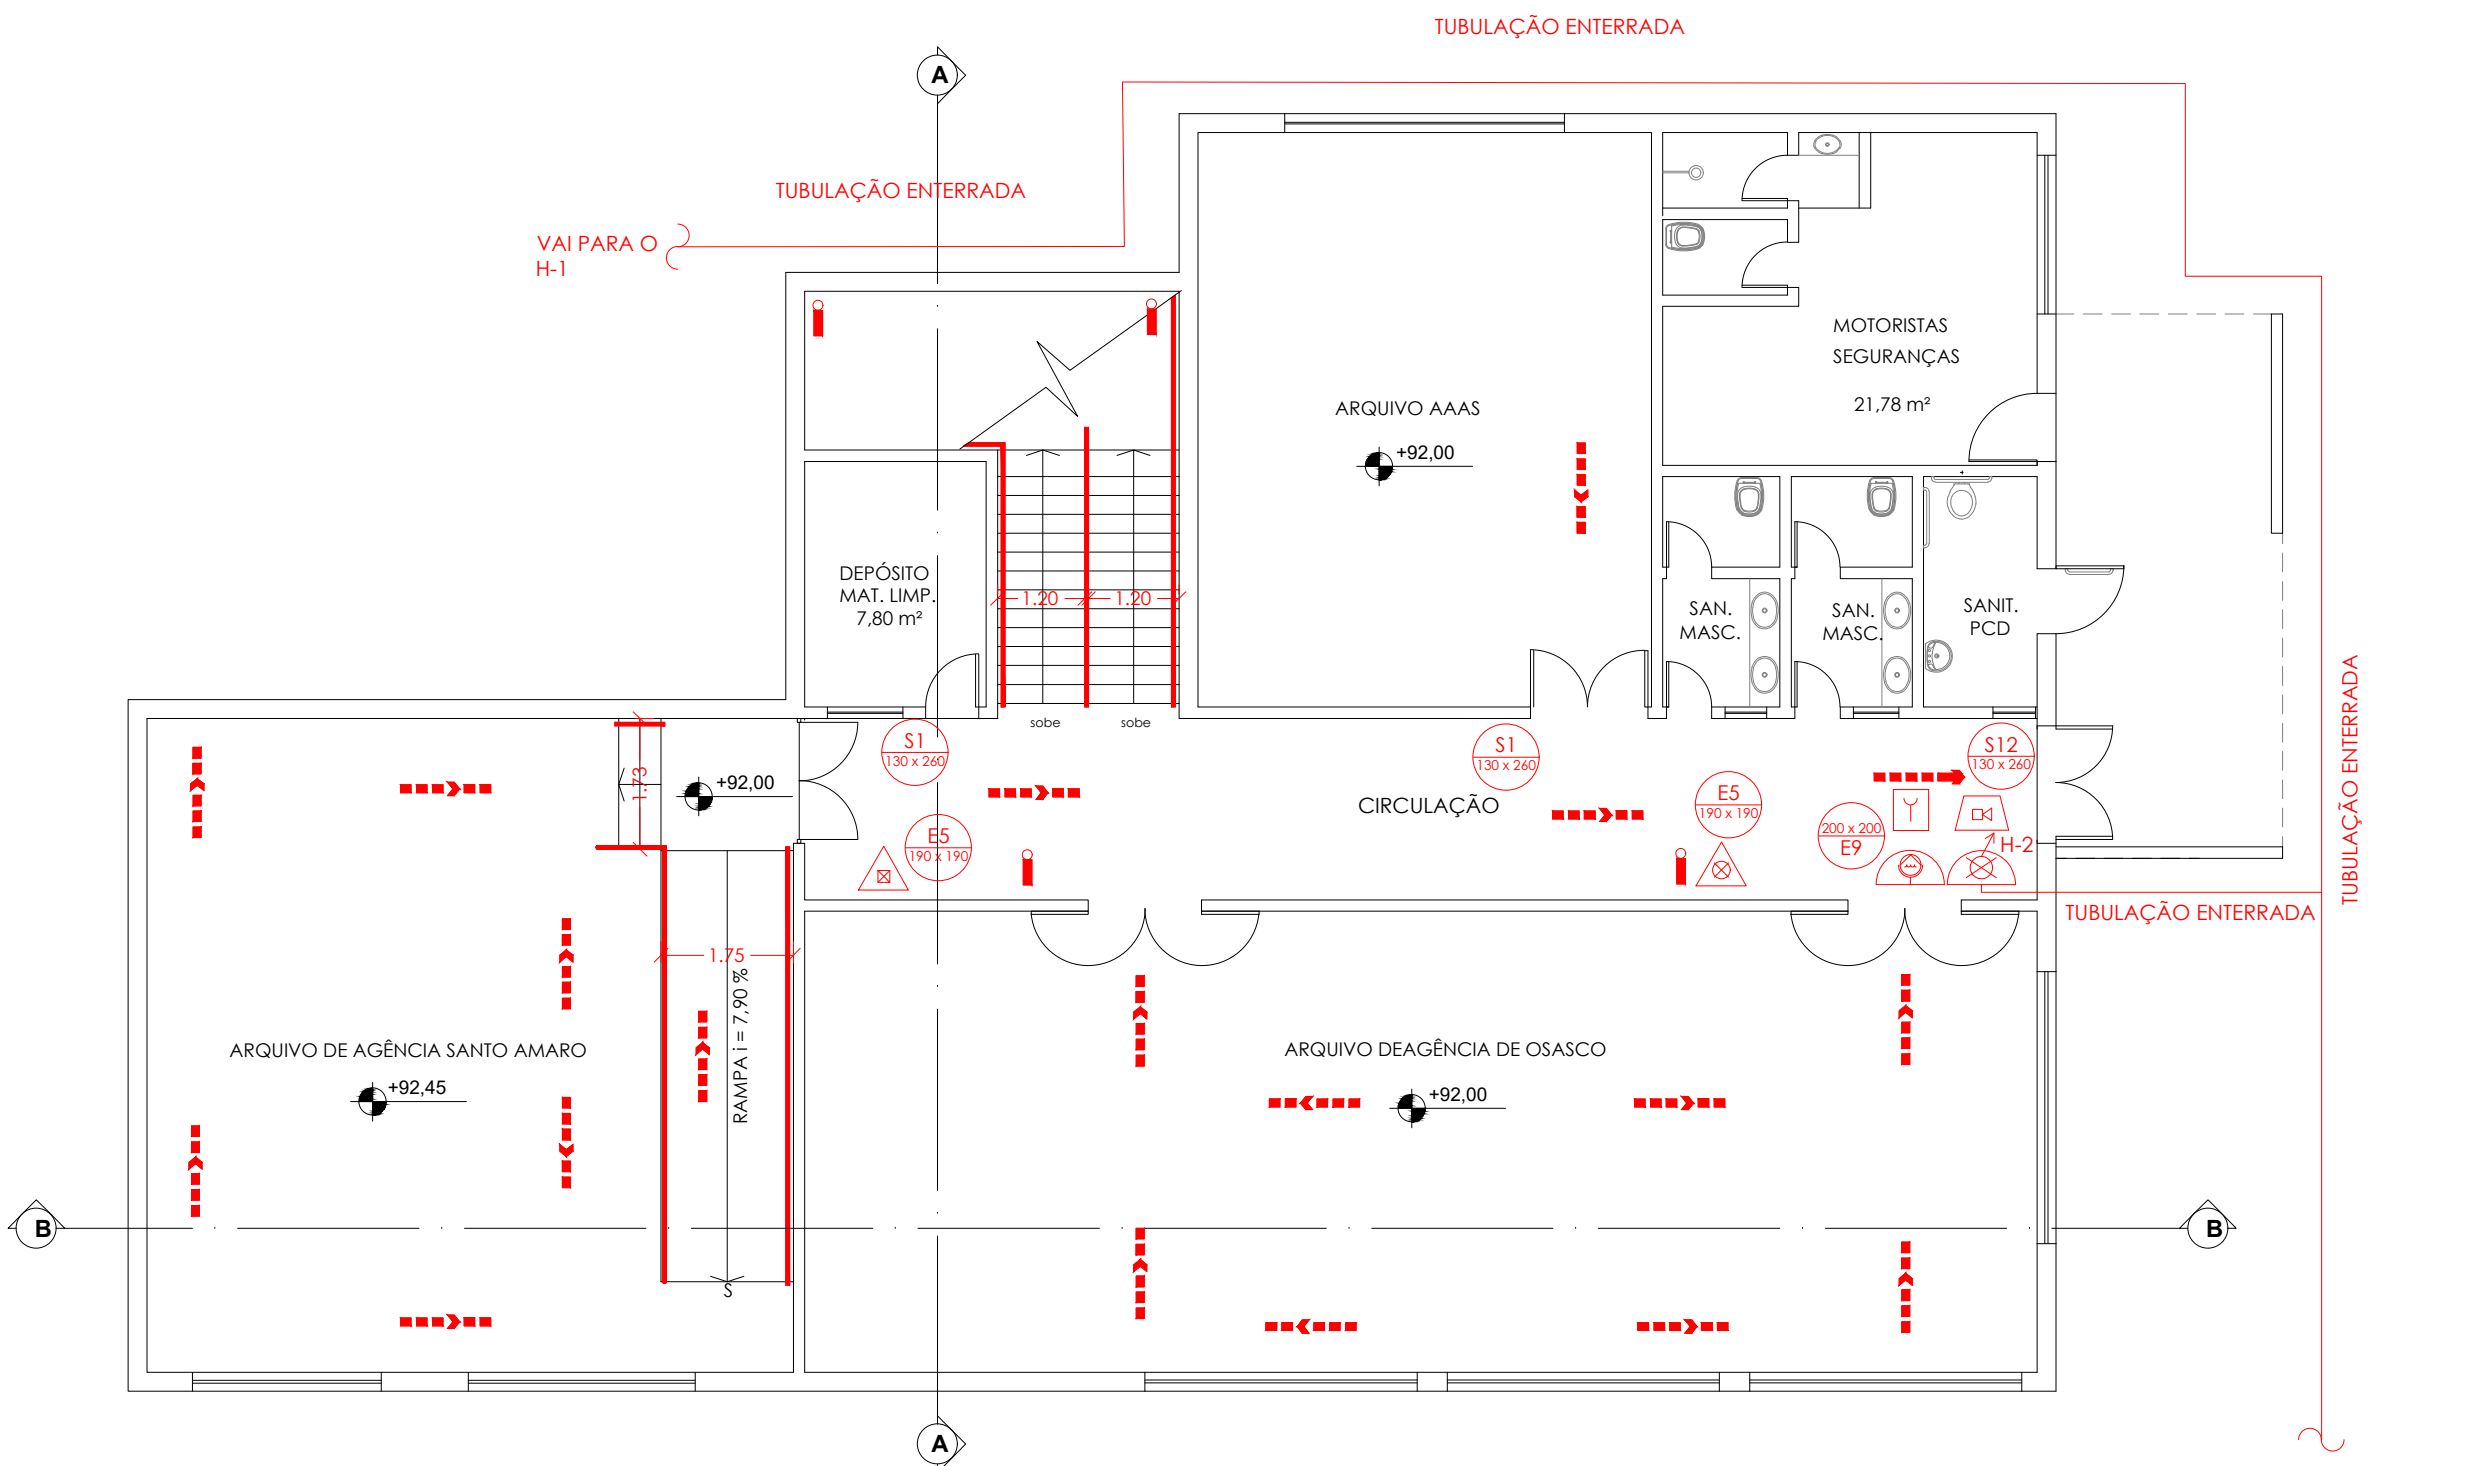 TUBULAÇÃO ENTERRADA
A
TUBULAÇÃO ENTERRADA
VAI PARA O
H-1
MOTORISTAS
SEGURANÇAS
21,78 m²
ARQUIVO AAAS
+92,00
DEPÓSITO
MAT. LIMP.
7,80 m²
1.20
1.20
SAN.
MASC.
SAN.
MASC.
SANIT.
PCD
sobe
sobe
S1
130 x 260
S1
130 x 260
S12
130 x 260
1.73
+92,00
CIRCULAÇÃO
E5
190 x 190
E5
190 x 190
200 x 200
E9
H-2
TUBULAÇÃO ENTERRADA
TUBULAÇÃO ENTERRADA
1.75
RAMPA i = 7,90 %
S
ARQUIVO DE AGÊNCIA SANTO AMARO
+92,45
ARQUIVO DEAGÊNCIA DE OSASCO
+92,00
B
B
A